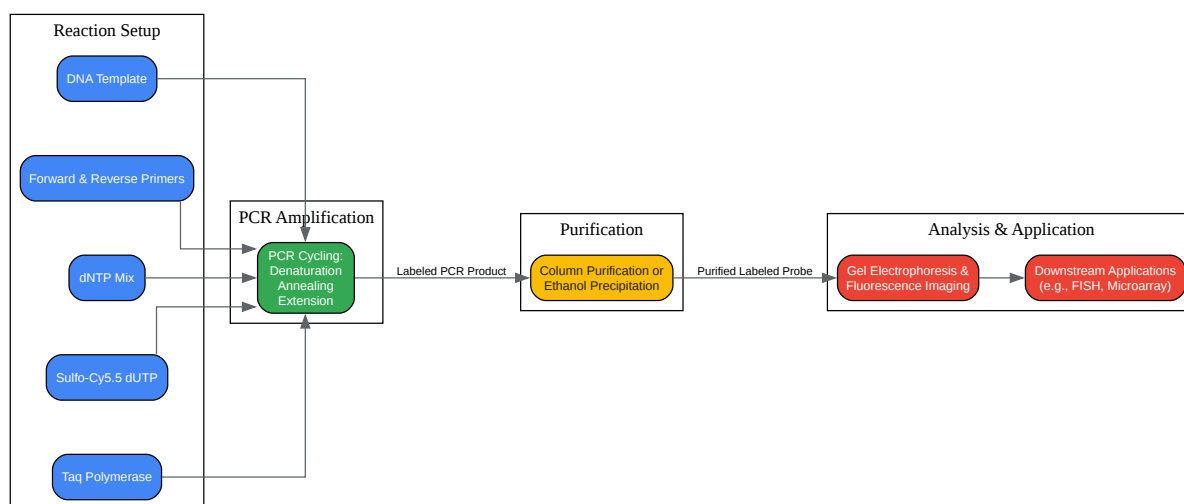 Reaction Setup
DNA Template
Forward & Reverse Primers
dNTP Mix
Sulfo-Cy5.5 dUTP
Taq Polymerase
PCR Amplification
PCR Cycling:
Denaturation
Annealing
Extension
Labeled PCR Product
Purification
Column Purification or
Ethanol Precipitation
Purified Labeled Probe
Analysis & Application
Gel Electrophoresis &
Fluorescence Imaging
Downstream Applications
(e.g., FISH, Microarray)